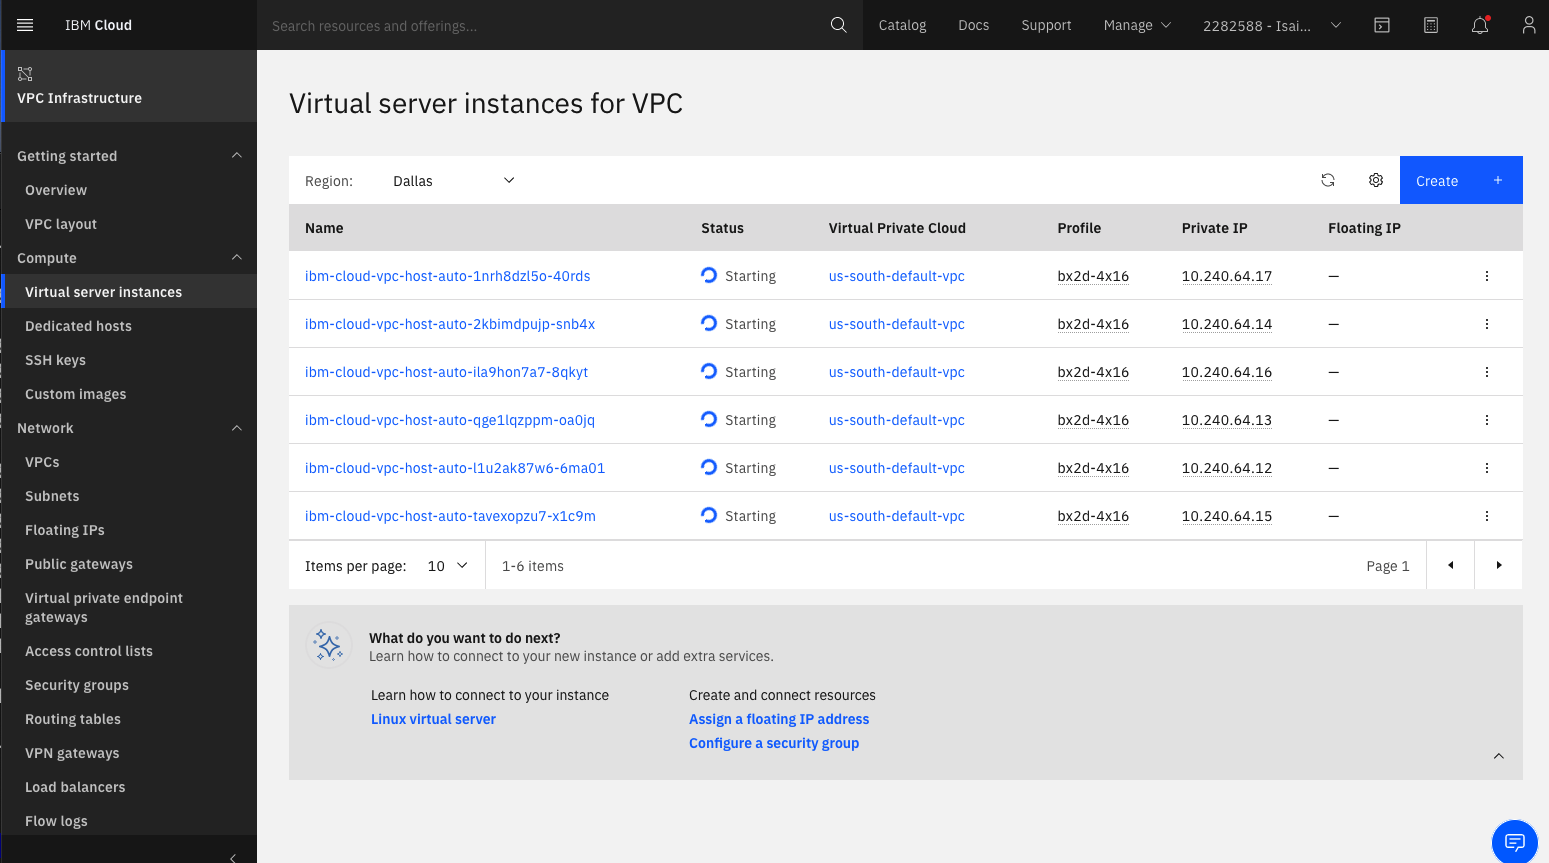 IBM Cloud
Search resources and offerings...
Catalog
Docs
Support
Manage
2282588 - Isai...
VPC Infrastructure
Getting started
Overview
VPC layout
Compute
Virtual server instances
Dedicated hosts
SSH keys
Custom images
Network
VPCs
Subnets
Floating IPs
Public gateways
Virtual private endpoint
gateways
Access control lists
Security groups
Routing tables
VPN gateways
Load balancers
Flow logs
Virtual server instances for VPC
Region: Dallas
Create +
Name Status Virtual Private Cloud Profile Private IP Floating IP
ibm-cloud-vpc-host-auto-1nrh8dzl5o-40rds Starting us-south-default-vpc bx2d-4x16 10.240.64.17 –
ibm-cloud-vpc-host-auto-2kbimdpujp-snb4x Starting us-south-default-vpc bx2d-4x16 10.240.64.14 –
ibm-cloud-vpc-host-auto-ila9hon7a7-8qkyt Starting us-south-default-vpc bx2d-4x16 10.240.64.16 –
ibm-cloud-vpc-host-auto-qge1lqzppm-oa0jq Starting us-south-default-vpc bx2d-4x16 10.240.64.13 –
ibm-cloud-vpc-host-auto-l1u2ak87w6-6ma01 Starting us-south-default-vpc bx2d-4x16 10.240.64.12 –
ibm-cloud-vpc-host-auto-tavexopzu7-x1c9m Starting us-south-default-vpc bx2d-4x16 10.240.64.15 –
Items per page: 10 1-6 items Page 1
What do you want to do next?
Learn how to connect to your new instance or add extra services.
Learn how to connect to your instance
Linux virtual server
Create and connect resources
Assign a floating IP address
Configure a security group